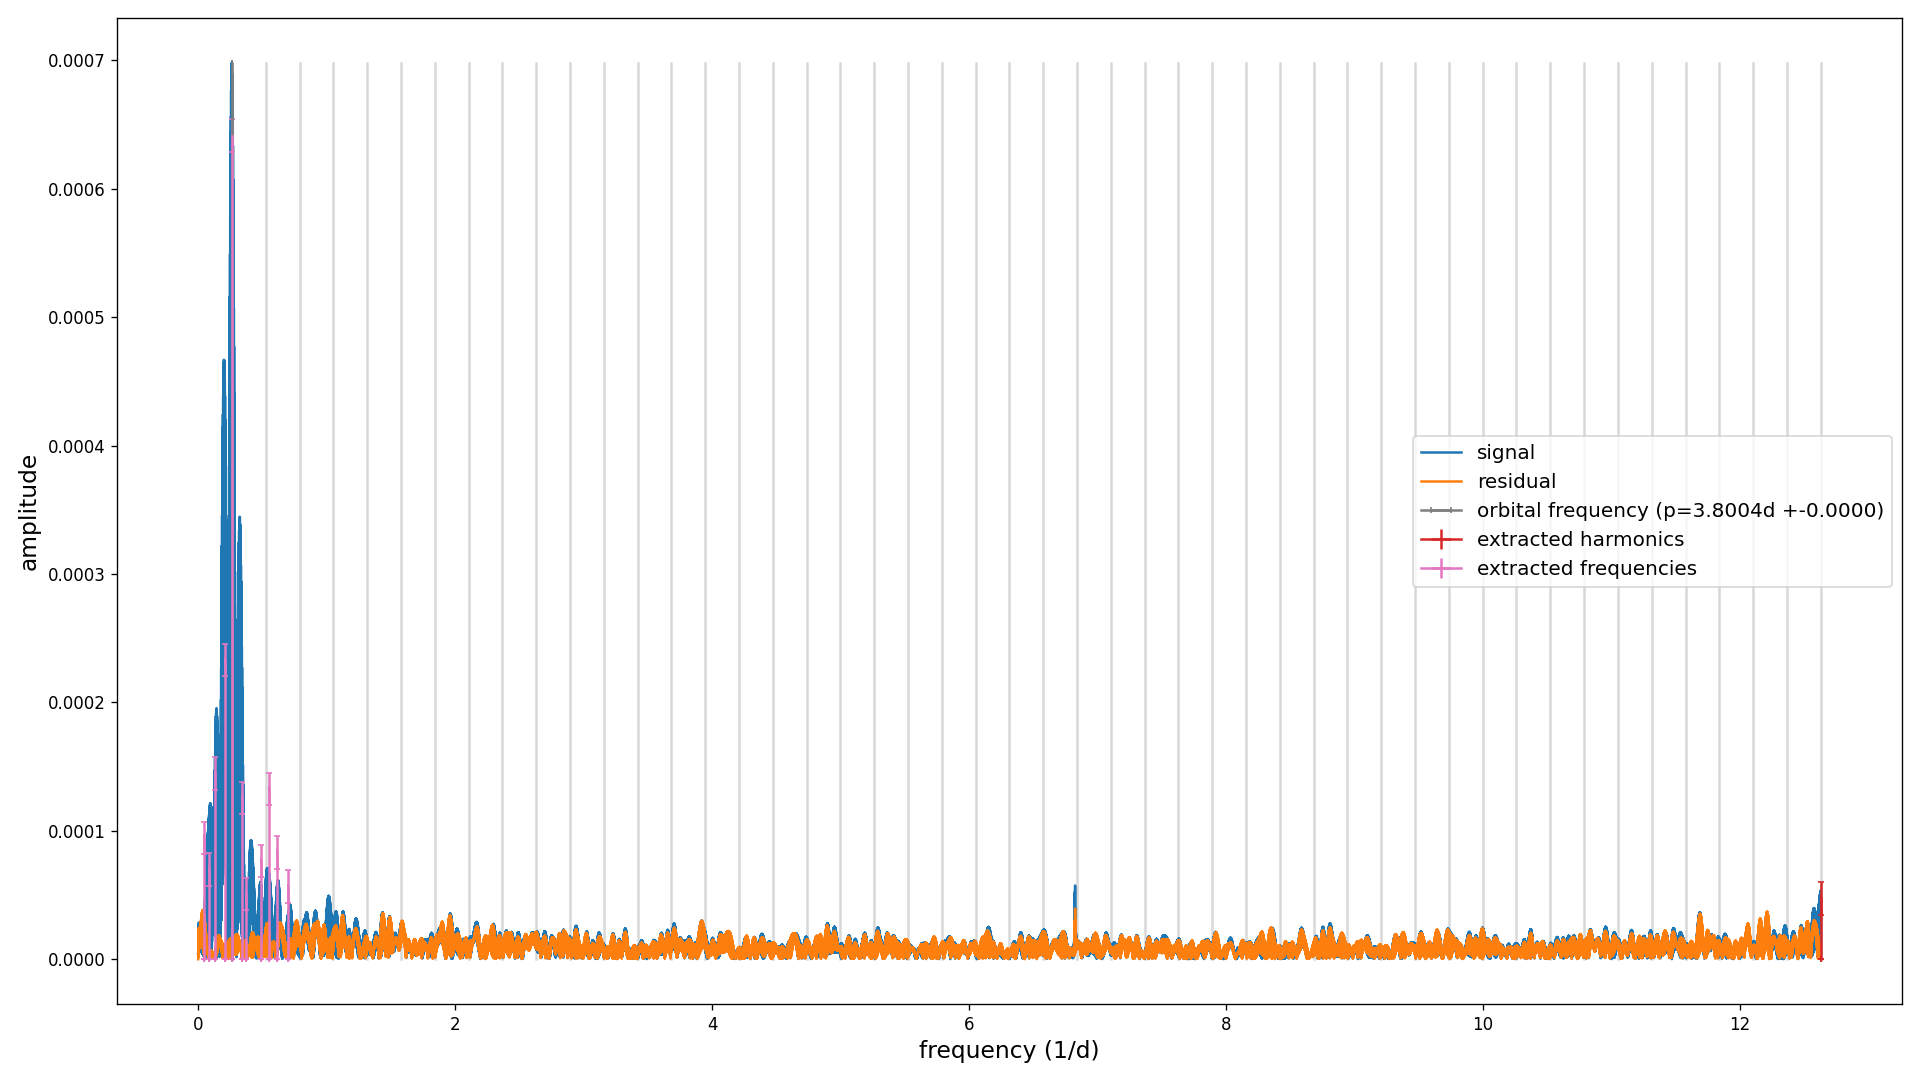 0.0007
0.0006
0.0005
0.0004
0.0003
0.0002
0.0001
0.0000
amplitude
signal
residual
orbital frequency (p=3.8004d +-0.0000)
extracted harmonics
extracted frequencies
0 2 4 6 8 10 12
frequency (1/d)